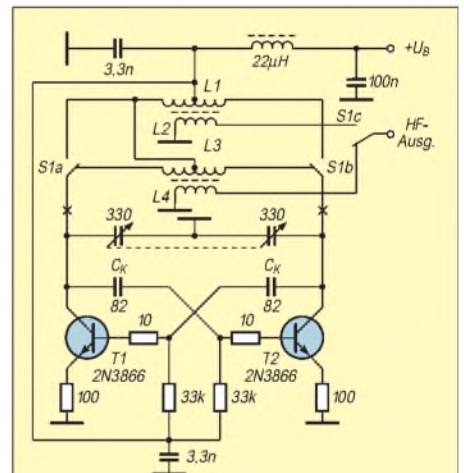 +U_B
3,3n
22µH
100n
L1
S1c
L2
HF-
Ausg.
L3
S1a
S1b
L4
330
330
C_K
C_K
82
82
10
10
T1
T2
2N3866
2N3866
100
33k
33k
100
3,3n